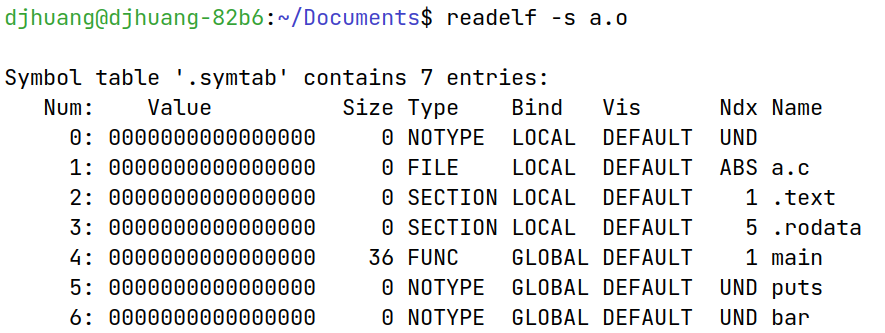 djhuang@djhuang-82b6:~/Documents$ readelf -s a.o

Symbol table '.symtab' contains 7 entries:
   Num:    Value          Size Type    Bind   Vis      Ndx Name
     0: 0000000000000000     0 NOTYPE  LOCAL  DEFAULT  UND
     1: 0000000000000000     0 FILE    LOCAL  DEFAULT  ABS a.c
     2: 0000000000000000     0 SECTION LOCAL  DEFAULT    1 .text
     3: 0000000000000000     0 SECTION LOCAL  DEFAULT    5 .rodata
     4: 0000000000000000    36 FUNC    GLOBAL DEFAULT    1 main
     5: 0000000000000000     0 NOTYPE  GLOBAL DEFAULT  UND puts
     6: 0000000000000000     0 NOTYPE  GLOBAL DEFAULT  UND bar